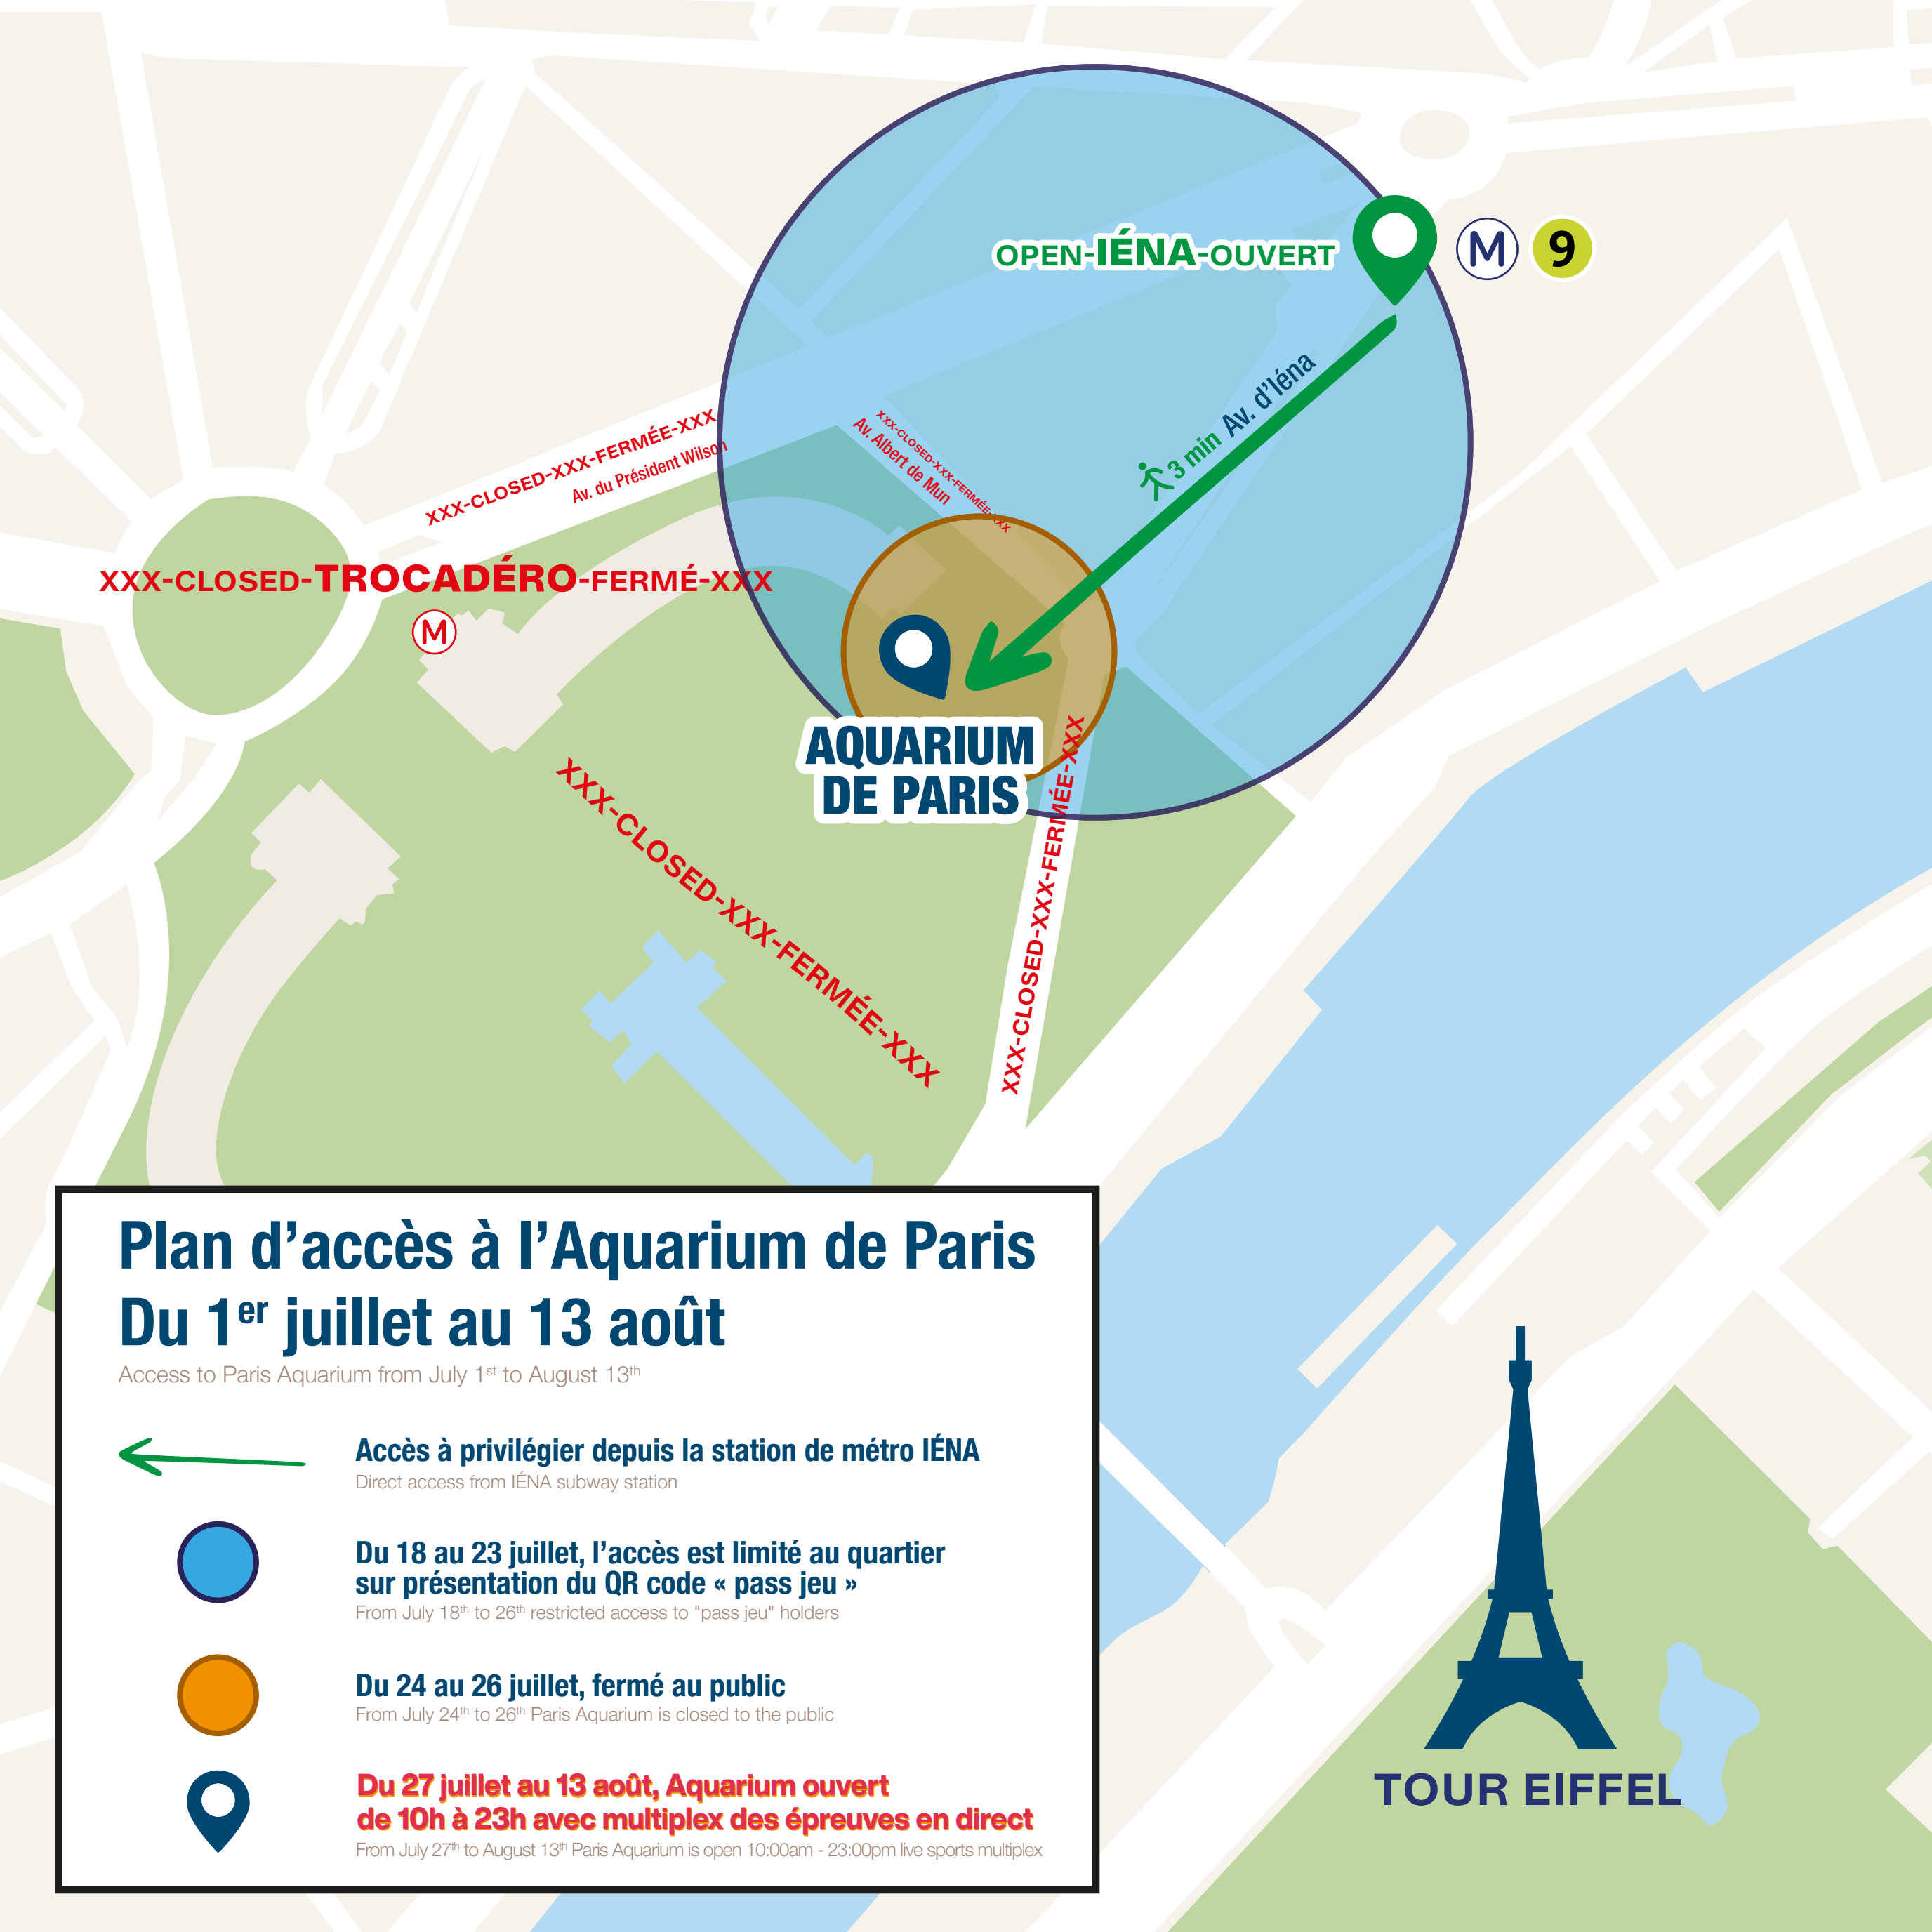 OPEN-IÉNA-OUVERT
M
9
3 min Av. d'Iéna
XXX-CLOSED-XXX-FERMÉE-XXX
Av. du Président Wilson
XXX-CLOSED-XXX-FERMÉE-XXX
Av. Albert de Mun
XXX-CLOSED-TROCADÉRO-FERMÉ-XXX
M
AQUARIUM
DE PARIS
XXX-CLOSED-XXX-FERMÉE-XXX
XXX-CLOSED-XXX-FERMÉE-XXX
Plan d'accès à l'Aquarium de Paris
Du 1er juillet au 13 août
Access to Paris Aquarium from July 1st to August 13th
Accès à privilégier depuis la station de métro IÉNA
Direct access from IÉNA subway station
Du 18 au 23 juillet, l'accès est limité au quartier
sur présentation du QR code « pass jeu »
From July 18th to 26th restricted access to "pass jeu" holders
Du 24 au 26 juillet, fermé au public
From July 24th to 26th Paris Aquarium is closed to the public
Du 27 juillet au 13 août, Aquarium ouvert
de 10h à 23h avec multiplex des épreuves en direct
From July 27th to August 13th Paris Aquarium is open 10:00am - 23:00pm live sports multiplex
TOUR EIFFEL